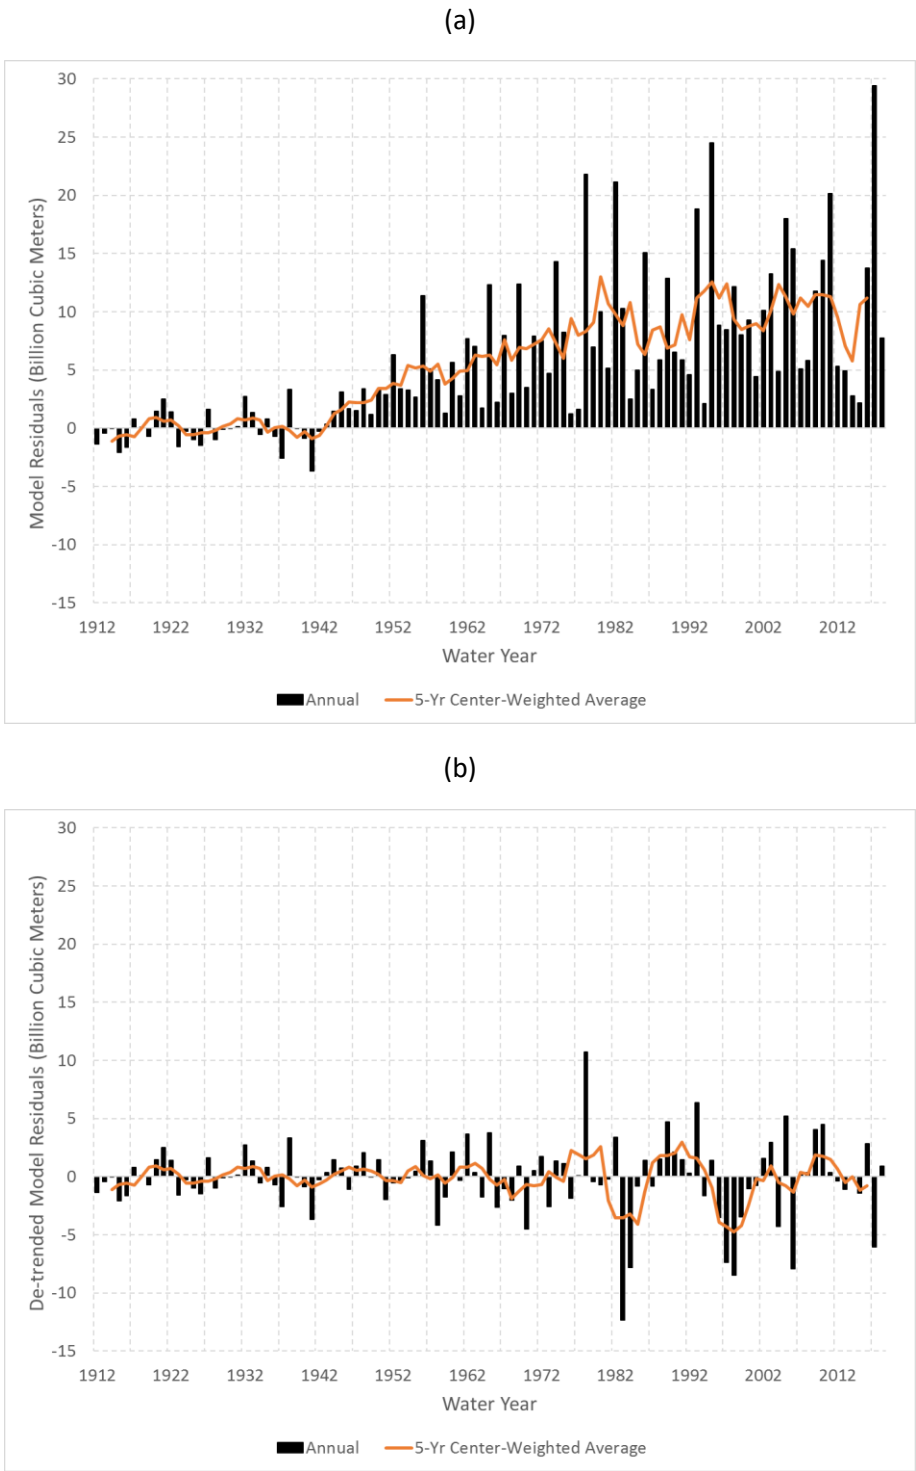 (a)
Model Residuals (Billion Cubic Meters)
30
25
20
15
10
5
0
-5
-10
-15
1912 1922 1932 1942 1952 1962 1972 1982 1992 2002 2012
Water Year
Annual 5-Yr Center-Weighted Average
(b)
De-trended Model Residuals (Billion Cubic Meters)
30
25
20
15
10
5
0
-5
-10
-15
1912 1922 1932 1942 1952 1962 1972 1982 1992 2002 2012
Water Year
Annual 5-Yr Center-Weighted Average